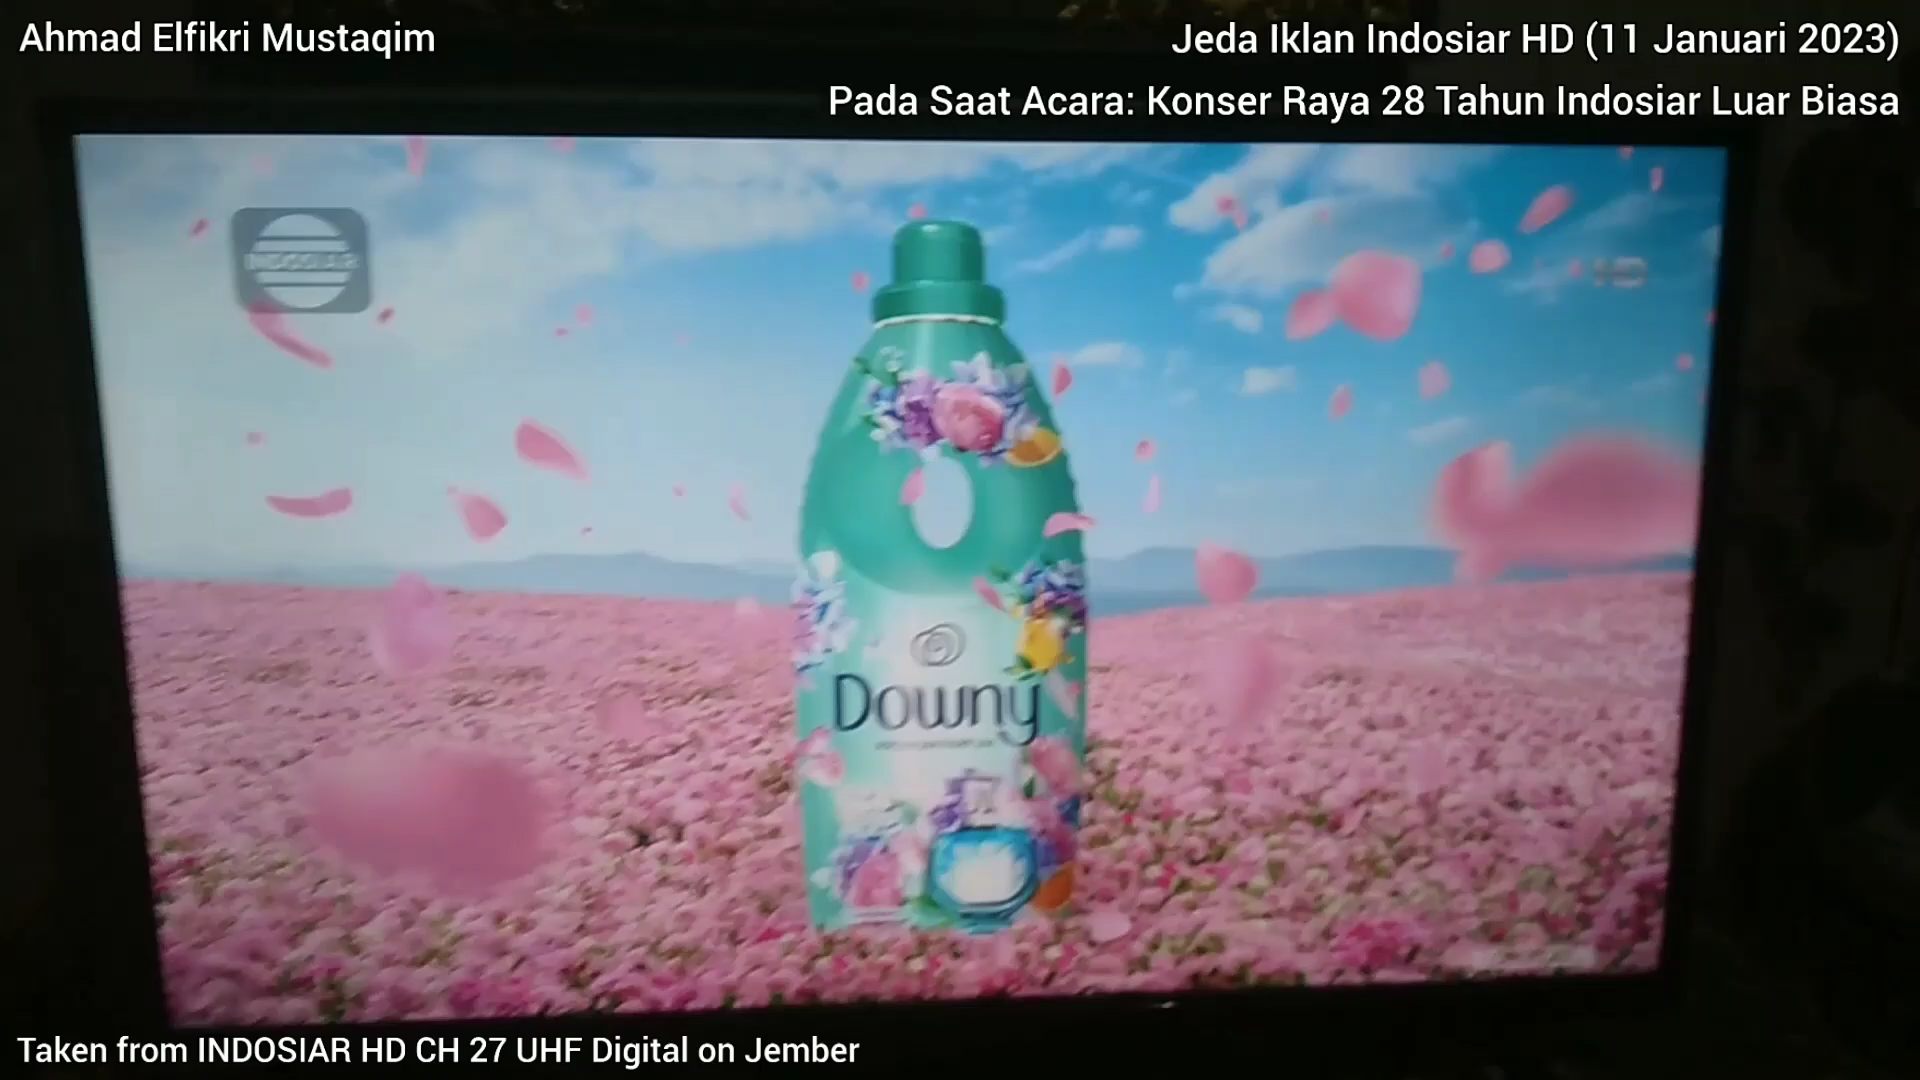 Ahmad Elfikri Mustaqim
Jeda Iklan Indosiar HD (11 Januari 2023)
Pada Saat Acara: Konser Raya 28 Tahun Indosiar Luar Biasa
INDOSIAR
HD
Downy
Taken from INDOSIAR HD CH 27 UHF Digital on Jember